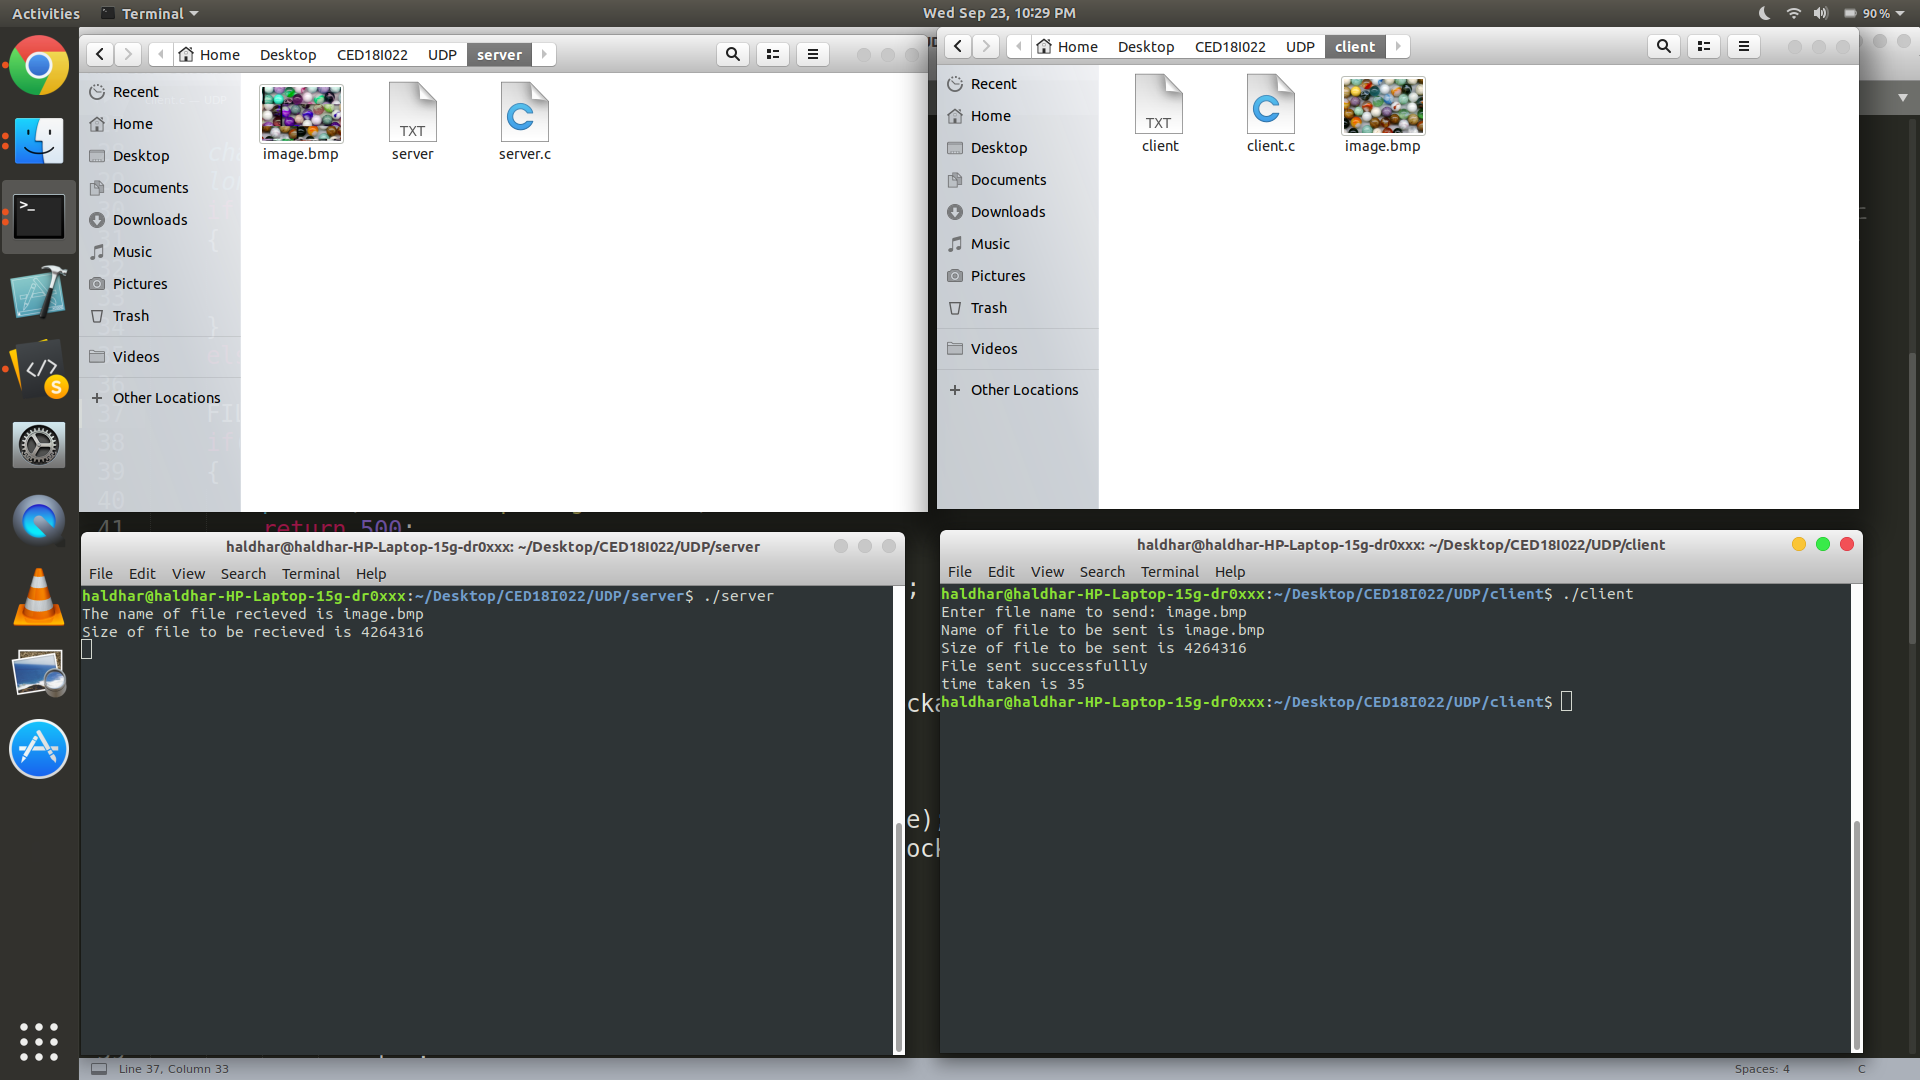 Activities
Terminal
Wed Sep 23, 10:29 PM
90 %
Home
Desktop
CED18I022
UDP
server
Recent
Home
Desktop
Documents
Downloads
Music
Pictures
Trash
Videos
Other Locations
image.bmp
server
server.c
TXT
C
Home
Desktop
CED18I022
UDP
client
Recent
Home
Desktop
Documents
Downloads
Music
Pictures
Trash
Videos
Other Locations
client
client.c
image.bmp
TXT
C
37
38 if
39 {
40
41 return 500;
haldhar@haldhar-HP-Laptop-15g-dr0xxx: ~/Desktop/CED18I022/UDP/server
File Edit View Search Terminal Help
haldhar@haldhar-HP-Laptop-15g-dr0xxx:~/Desktop/CED18I022/UDP/server$ ./server
The name of file recieved is image.bmp
Size of file to be recieved is 4264316
haldhar@haldhar-HP-Laptop-15g-dr0xxx: ~/Desktop/CED18I022/UDP/client
File Edit View Search Terminal Help
haldhar@haldhar-HP-Laptop-15g-dr0xxx:~/Desktop/CED18I022/UDP/client$ ./client
Enter file name to send: image.bmp
Name of file to be sent is image.bmp
Size of file to be sent is 4264316
File sent successfullly
time taken is 35
haldhar@haldhar-HP-Laptop-15g-dr0xxx:~/Desktop/CED18I022/UDP/client$
Line 37, Column 33
Spaces: 4
C